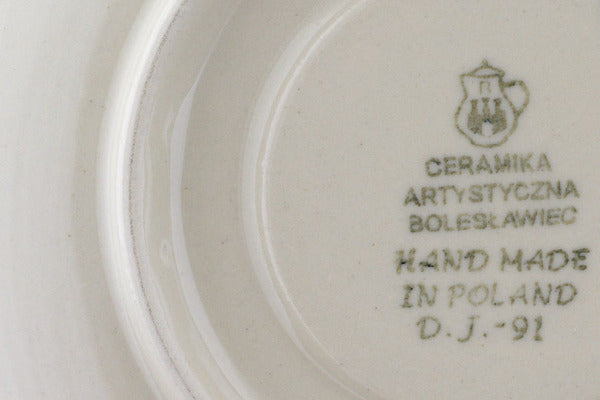 CERAMIKA
ARTYSTYCZNA
BOLESŁAWIEC
HAND MADE
IN POLAND
D.J.-91